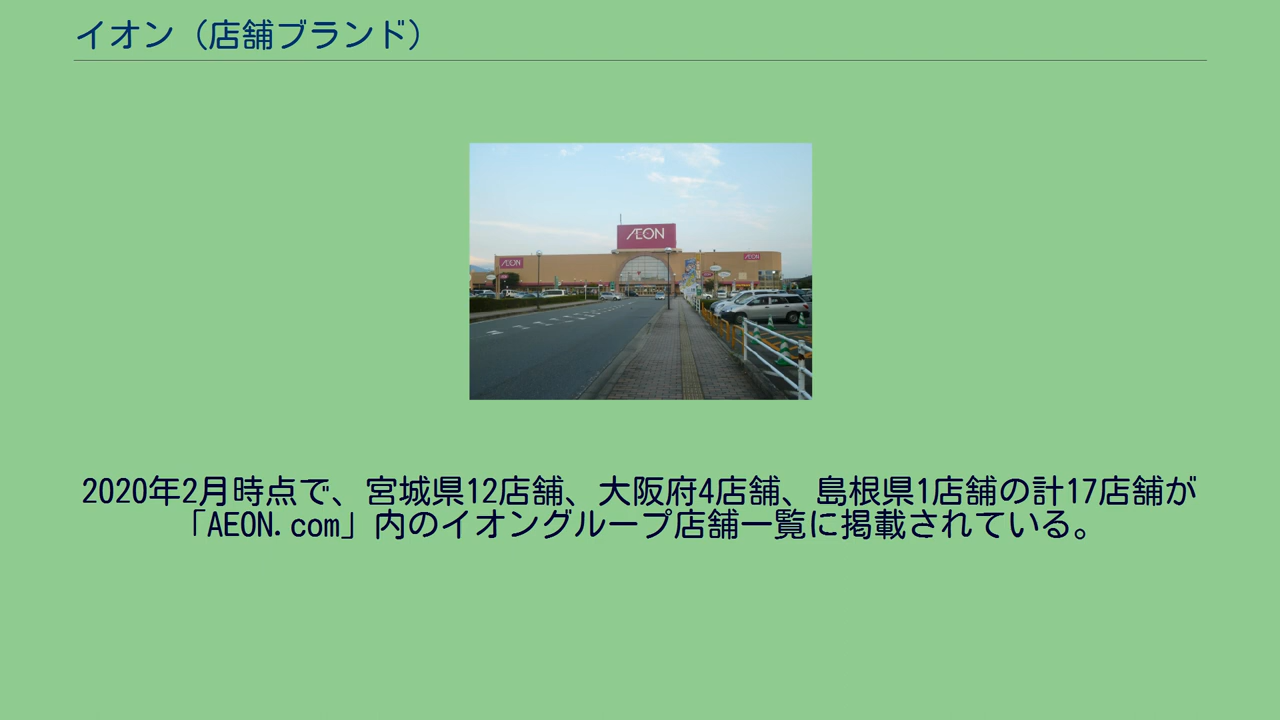 イオン（店舗ブランド）
ÆON
ÆON
ÆON
2020年2月時点で、宮城県12店舗、大阪府4店舗、島根県1店舗の計17店舗が
「AEON.com」内のイオングループ店舗一覧に掲載されている。